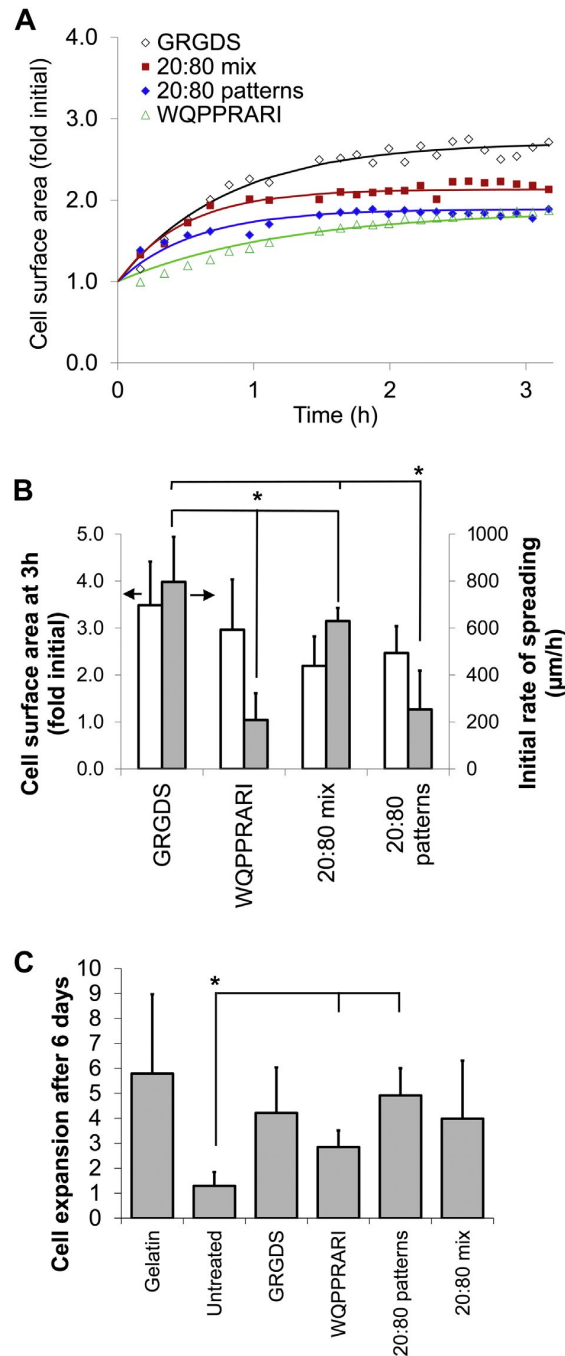 A
4.0
3.0
2.0
1.0
0.0
Cell surface area (fold initial)
GRGDS
20:80 mix
20:80 patterns
WQPPRARI
0
1
2
3
Time (h)
B
*
*
5.0
4.0
3.0
2.0
1.0
0.0
Cell surface area at 3h
(fold initial)
1000
800
600
400
200
0
Initial rate of spreading
(µm/h)
GRGDS
WQPPRARI
20:80 mix
20:80
patterns
C
10
9
8
7
6
5
4
3
2
1
0
Cell expansion after 6 days
*
Gelatin
Untreated
GRGDS
WQPPRARI
20:80 patterns
20:80 mix